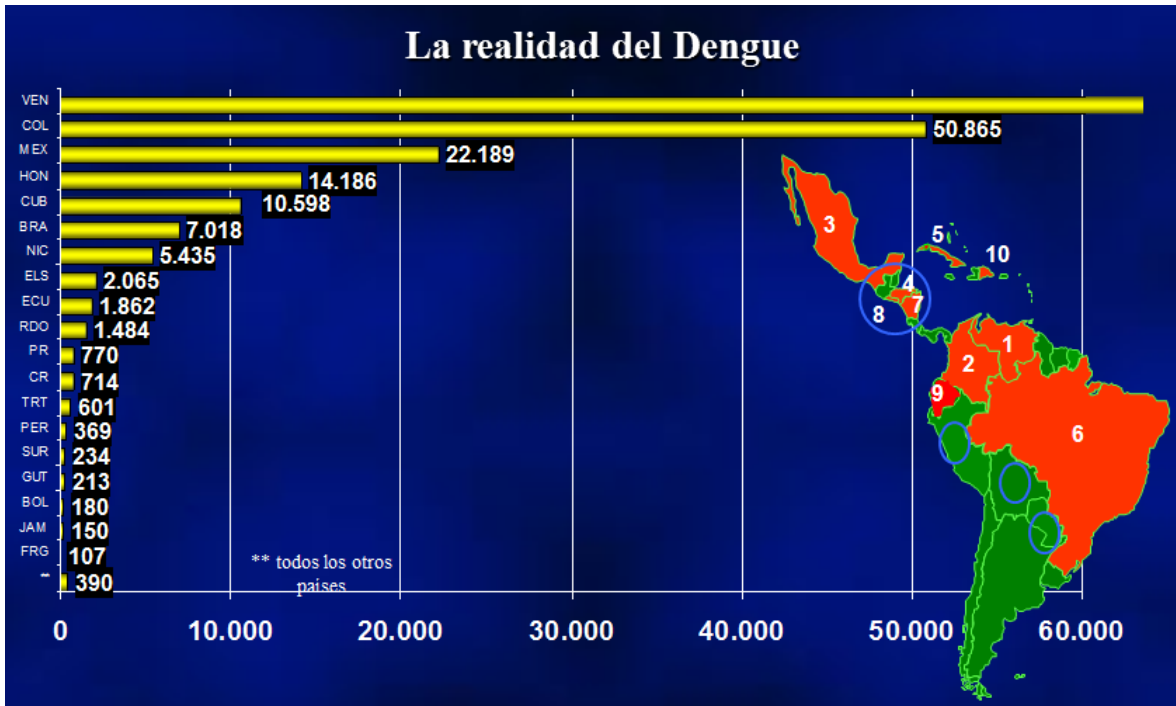 La realidad del Dengue
VEN
COL 50.865
MEX 22.189
HON 14.186
CUB 10.598
BRA 7.018
NIC 5.435
ELS 2.065
ECU 1.862
RDO 1.484
PR 770
CR 714
TRT 601
PER 369
SUR 234
GUT 213
BOL 180
JAM 150
FRG 107
** 390
** todos los otros
paises
0 10.000 20.000 30.000 40.000 50.000 60.000
3
5
10
4
8
7
1
2
9
6